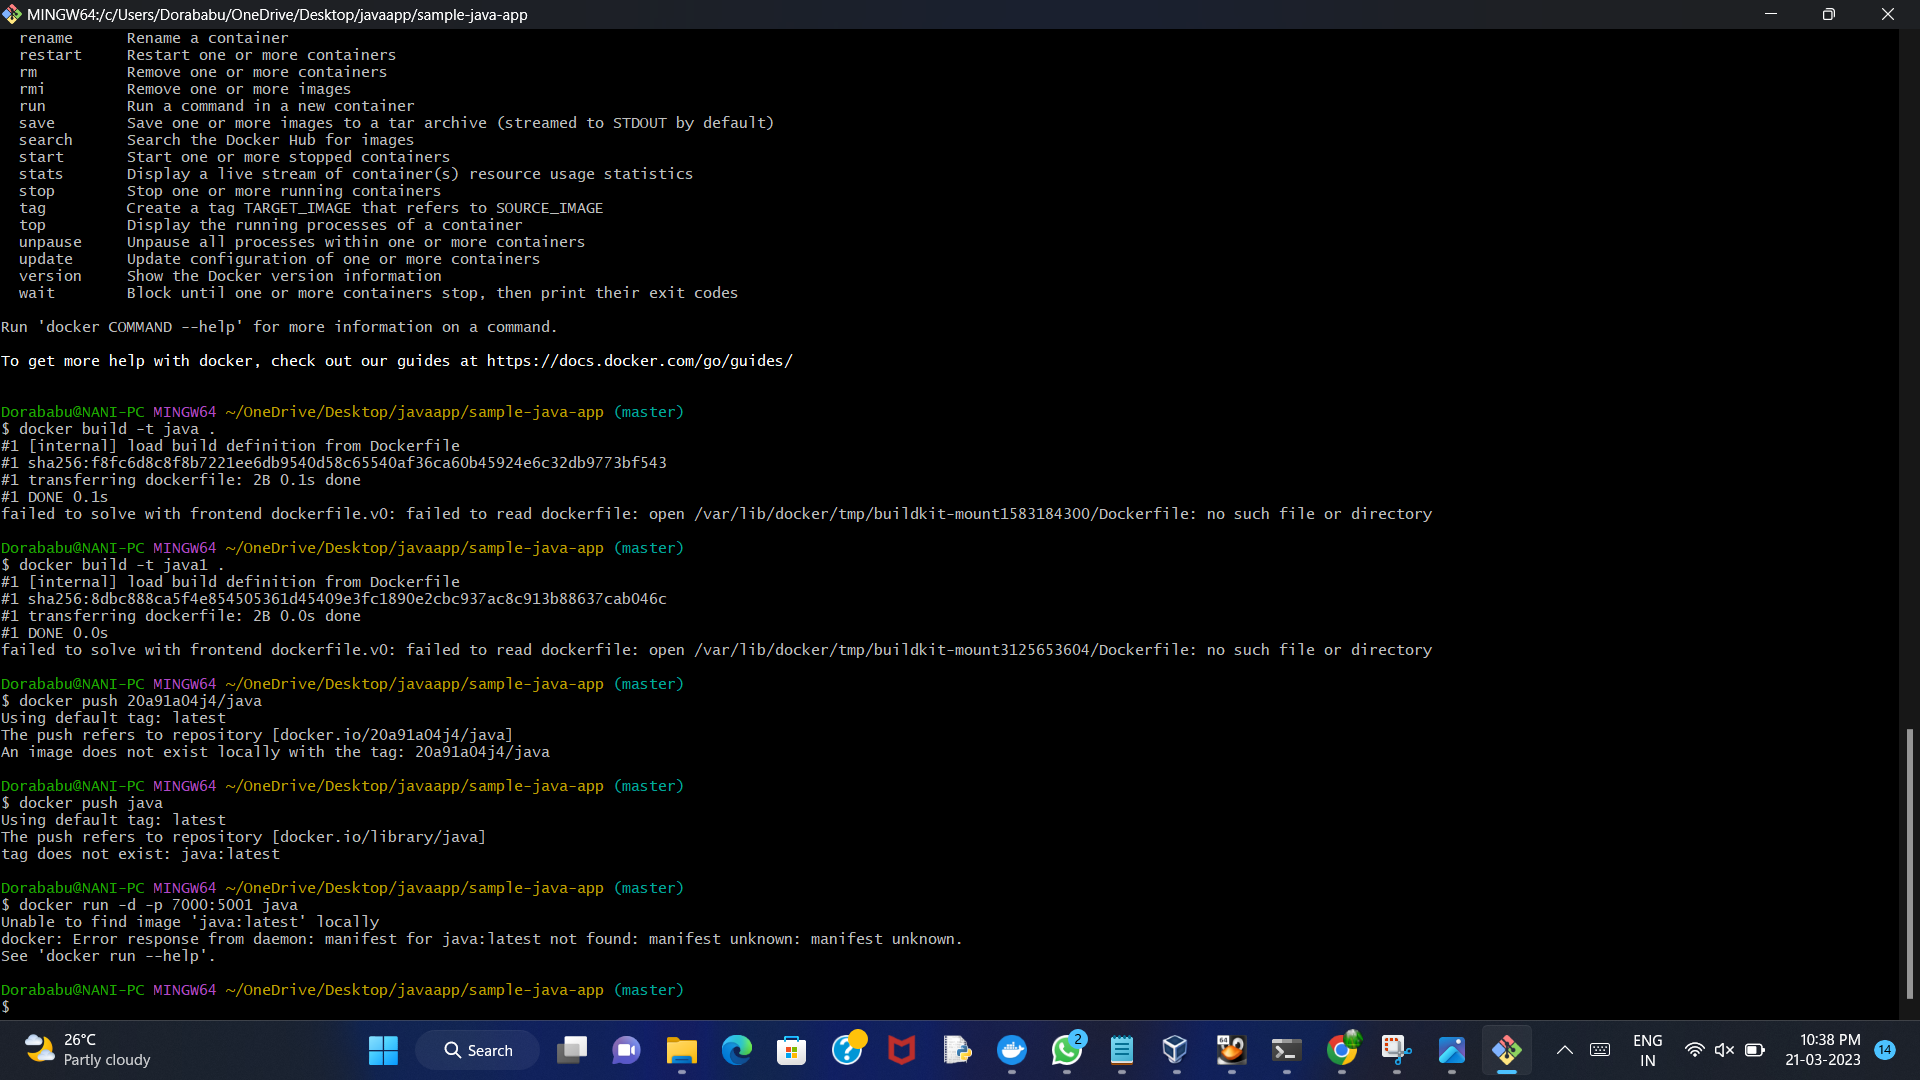 MINGW64:/c/Users/Dorababu/OneDrive/Desktop/javaapp/sample-java-app
rename      Rename a container
restart     Restart one or more containers
rm          Remove one or more containers
rmi         Remove one or more images
run         Run a command in a new container
save        Save one or more images to a tar archive (streamed to STDOUT by default)
search      Search the Docker Hub for images
start       Start one or more stopped containers
stats       Display a live stream of container(s) resource usage statistics
stop        Stop one or more running containers
tag         Create a tag TARGET_IMAGE that refers to SOURCE_IMAGE
top         Display the running processes of a container
unpause     Unpause all processes within one or more containers
update      Update configuration of one or more containers
version     Show the Docker version information
wait        Block until one or more containers stop, then print their exit codes
Run 'docker COMMAND --help' for more information on a command.
To get more help with docker, check out our guides at https://docs.docker.com/go/guides/
Dorababu@NANI-PC MINGW64 ~/OneDrive/Desktop/javaapp/sample-java-app (master)
$ docker build -t java .
#1 [internal] load build definition from Dockerfile
#1 sha256:f8fc6d8c8f8b7221ee6db9540d58c65540af36ca60b45924e6c32db9773bf543
#1 transferring dockerfile: 2B 0.1s done
#1 DONE 0.1s
failed to solve with frontend dockerfile.v0: failed to read dockerfile: open /var/lib/docker/tmp/buildkit-mount1583184300/Dockerfile: no such file or directory
Dorababu@NANI-PC MINGW64 ~/OneDrive/Desktop/javaapp/sample-java-app (master)
$ docker build -t java1 .
#1 [internal] load build definition from Dockerfile
#1 sha256:8dbc888ca5f4e854505361d45409e3fc1890e2cbc937ac8c913b88637cab046c
#1 transferring dockerfile: 2B 0.0s done
#1 DONE 0.0s
failed to solve with frontend dockerfile.v0: failed to read dockerfile: open /var/lib/docker/tmp/buildkit-mount3125653604/Dockerfile: no such file or directory
Dorababu@NANI-PC MINGW64 ~/OneDrive/Desktop/javaapp/sample-java-app (master)
$ docker push 20a91a04j4/java
Using default tag: latest
The push refers to repository [docker.io/20a91a04j4/java]
An image does not exist locally with the tag: 20a91a04j4/java
Dorababu@NANI-PC MINGW64 ~/OneDrive/Desktop/javaapp/sample-java-app (master)
$ docker push java
Using default tag: latest
The push refers to repository [docker.io/library/java]
tag does not exist: java:latest
Dorababu@NANI-PC MINGW64 ~/OneDrive/Desktop/javaapp/sample-java-app (master)
$ docker run -d -p 7000:5001 java
Unable to find image 'java:latest' locally
docker: Error response from daemon: manifest for java:latest not found: manifest unknown: manifest unknown.
See 'docker run --help'.
Dorababu@NANI-PC MINGW64 ~/OneDrive/Desktop/javaapp/sample-java-app (master)
$
26°C
Partly cloudy
Search
64
2
ENG
IN
10:38 PM
21-03-2023
14